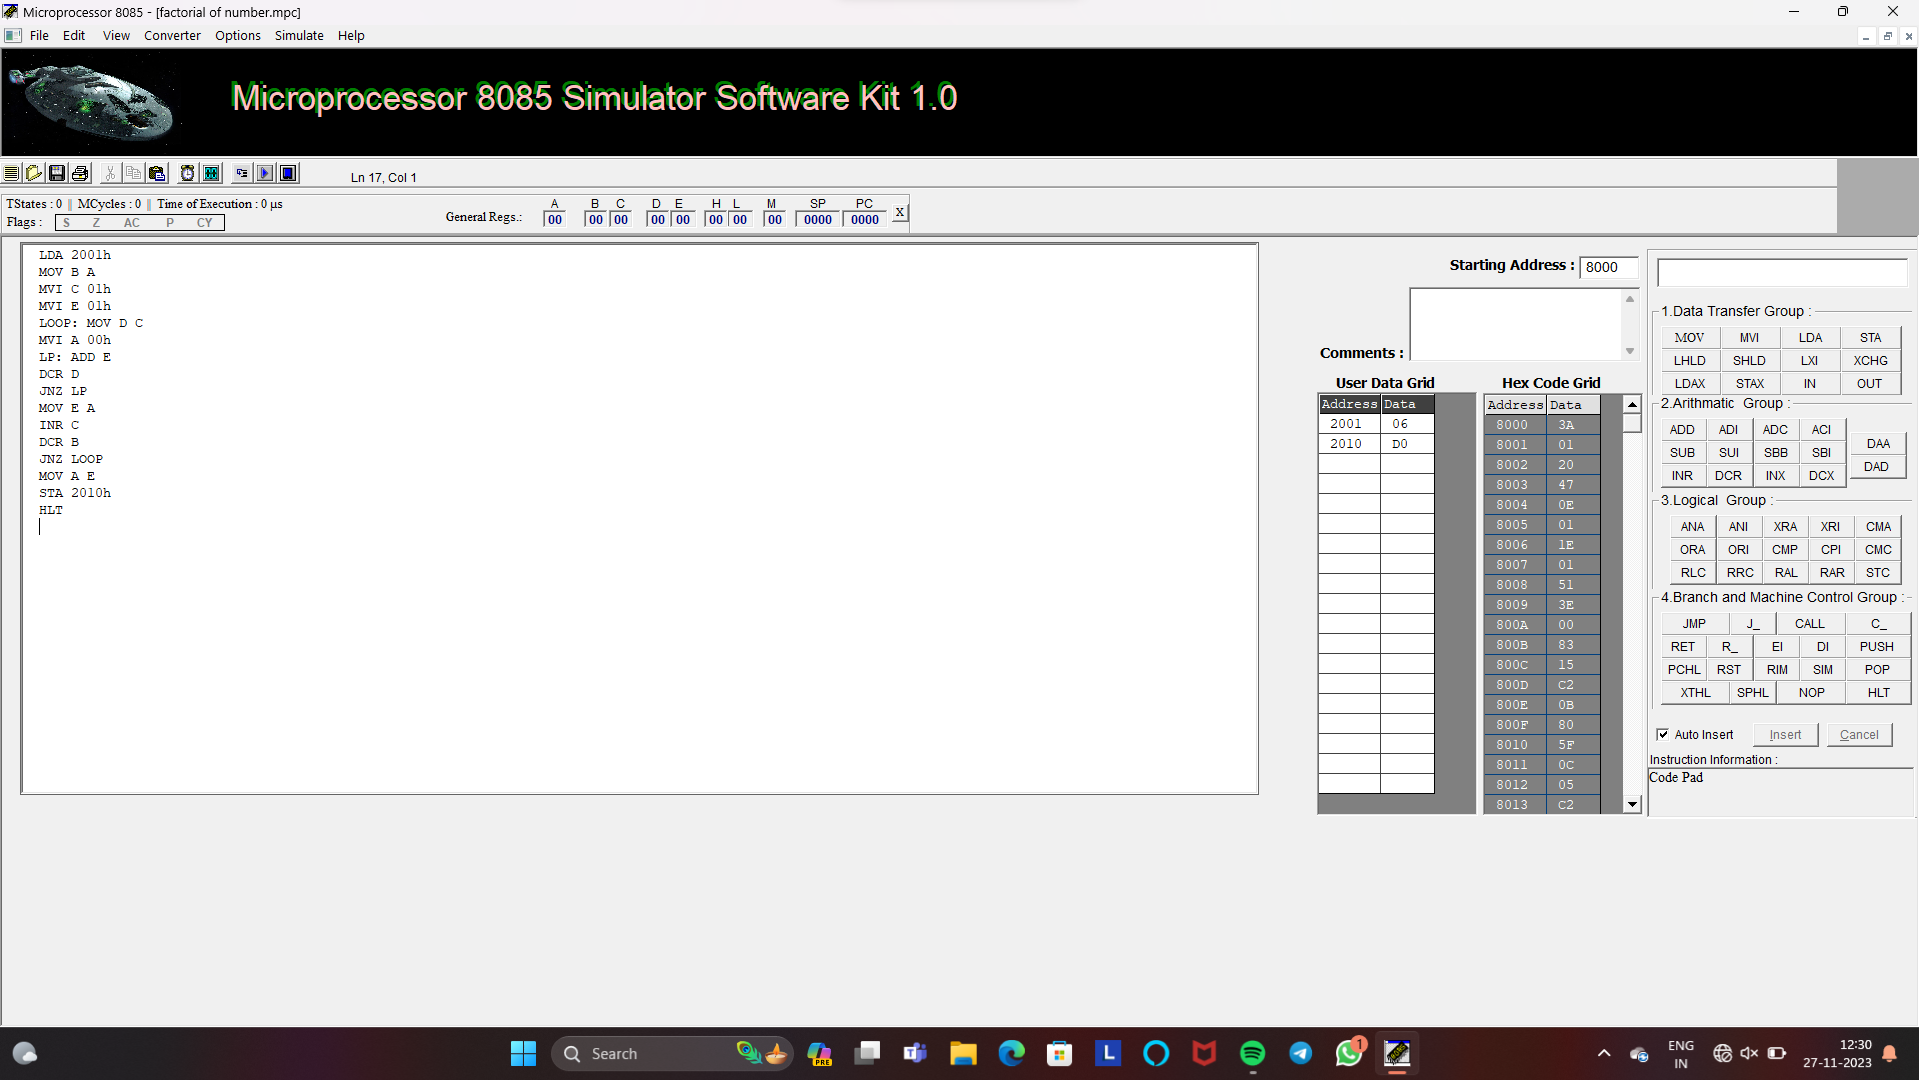 Microprocessor 8085 - [factorial of number.mpc]
File Edit View Converter Options Simulate Help
Microprocessor 8085 Simulator Software Kit 1.0
Ln 17, Col 1
TStates : 0 MCycles : 0 Time of Execution : 0 µs
Flags : S Z AC P CY
General Regs.:
A B C D E H L M SP PC
00 00 00 00 00 00 00 00 0000 0000 X
LDA 2001h
MOV B A
MVI C 01h
MVI E 01h
LOOP: MOV D C
MVI A 00h
LP: ADD E
DCR D
JNZ LP
MOV E A
INR C
DCR B
JNZ LOOP
MOV A E
STA 2010h
HLT
Starting Address : 8000
Comments :
User Data Grid
Address Data
2001 06
2010 D0
Hex Code Grid
Address Data
8000 3A
8001 01
8002 20
8003 47
8004 0E
8005 01
8006 1E
8007 01
8008 51
8009 3E
800A 00
800B 83
800C 15
800D C2
800E 0B
800F 80
8010 5F
8011 0C
8012 05
8013 C2
1.Data Transfer Group :
MOV MVI LDA STA
LHLD SHLD LXI XCHG
LDAX STAX IN OUT
2.Arithmatic Group :
ADD ADI ADC ACI DAA
SUB SUI SBB SBI DAD
INR DCR INX DCX
3.Logical Group :
ANA ANI XRA XRI CMA
ORA ORI CMP CPI CMC
RLC RRC RAL RAR STC
4.Branch and Machine Control Group :
JMP J_ CALL C_
RET R_ EI DI PUSH
PCHL RST RIM SIM POP
XTHL SPHL NOP HLT
Auto Insert Insert Cancel
Instruction Information :
Code Pad
Search
PRE
L
1
ENG
IN
12:30
27-11-2023